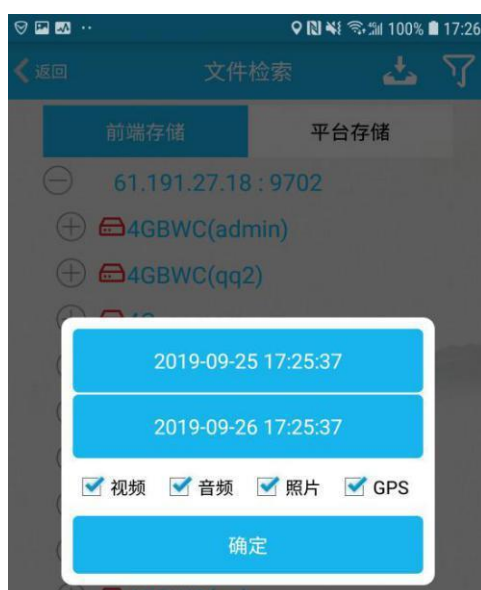 100% 17:26
返回 文件检索
前端存储 平台存储
61.191.27.18 : 9702
4GBWC(admin)
4GBWC(qq2)
2019-09-25 17:25:37
2019-09-26 17:25:37
视频 音频 照片 GPS
确定